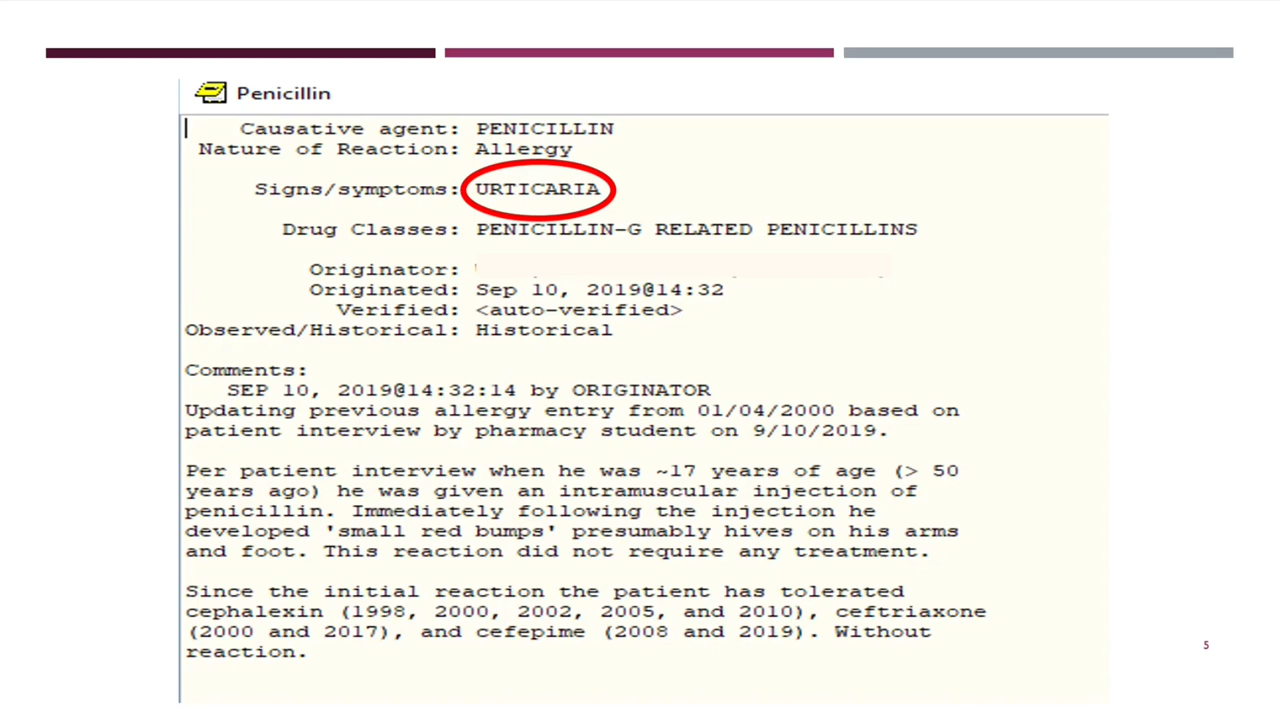 Penicillin
Causative agent: PENICILLIN
Nature of Reaction: Allergy
Signs/symptoms: URTICARIA
Drug Classes: PENICILLIN-G RELATED PENICILLINS
Originator:
Originated: Sep 10, 2019@14:32
Verified: <auto-verified>
Observed/Historical: Historical
Comments:
SEP 10, 2019@14:32:14 by ORIGINATOR
Updating previous allergy entry from 01/04/2000 based on
patient interview by pharmacy student on 9/10/2019.
Per patient interview when he was ~17 years of age (> 50
years ago) he was given an intramuscular injection of
penicillin. Immediately following the injection he
developed 'small red bumps' presumably hives on his arms
and foot. This reaction did not require any treatment.
Since the initial reaction the patient has tolerated
cephalexin (1998, 2000, 2002, 2005, and 2010), ceftriaxone
(2000 and 2017), and cefepime (2008 and 2019). Without
reaction.
5